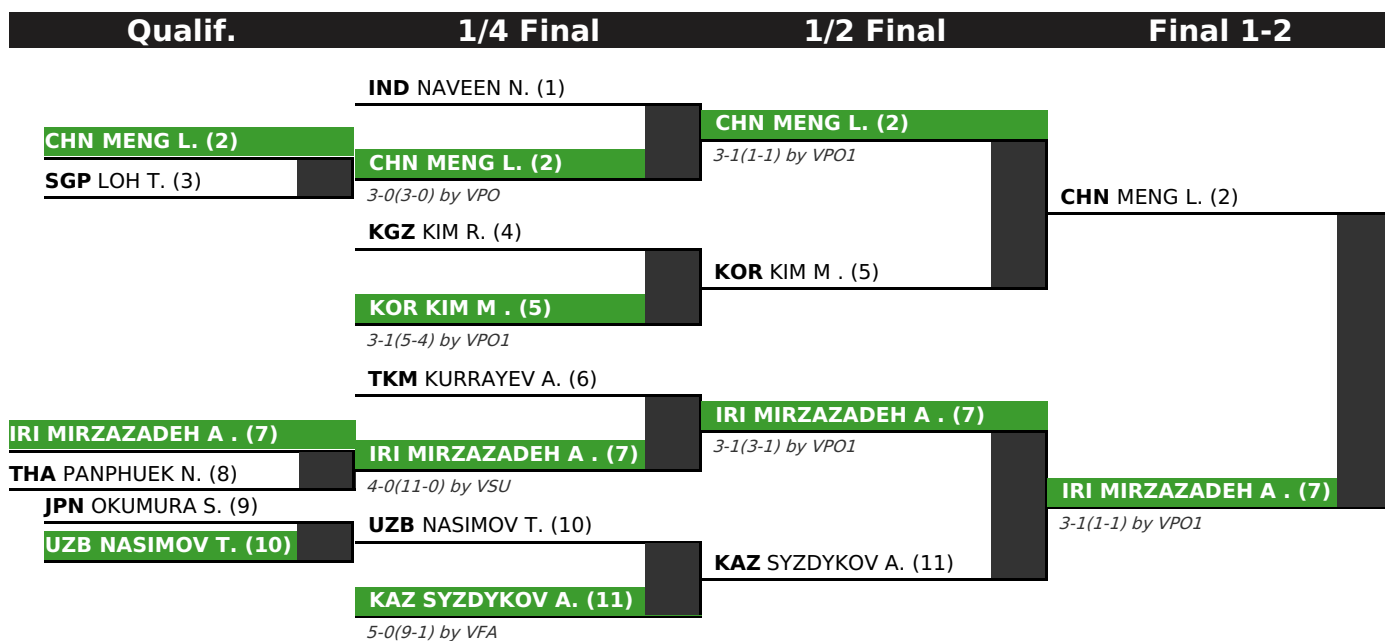 Qualif.
1/4 Final
1/2 Final
Final 1-2
IND NAVEEN N. (1)
CHN MENG L. (2)
SGP LOH T. (3)
CHN MENG L. (2)
3-0(3-0) by VPO
CHN MENG L. (2)
3-1(1-1) by VPO1
KGZ KIM R. (4)
KOR KIM M . (5)
3-1(5-4) by VPO1
KOR KIM M . (5)
CHN MENG L. (2)
TKM KURRAYEV A. (6)
IRI MIRZAZADEH A . (7)
THA PANPHUEK N. (8)
IRI MIRZAZADEH A . (7)
4-0(11-0) by VSU
IRI MIRZAZADEH A . (7)
3-1(3-1) by VPO1
JPN OKUMURA S. (9)
UZB NASIMOV T. (10)
UZB NASIMOV T. (10)
KAZ SYZDYKOV A. (11)
5-0(9-1) by VFA
KAZ SYZDYKOV A. (11)
IRI MIRZAZADEH A . (7)
3-1(1-1) by VPO1